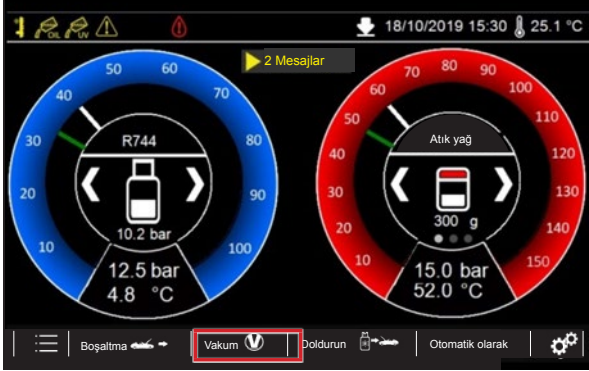 OIL UV 18/10/2019 15:30 25.1 °C
2 Mesajlar
10 20 30 40 50 60 70 80 90 100
R744
10.2 bar
12.5 bar
4.8 °C
10 20 30 40 50 60 70 80 90 100 110 120 130 140 150
Atık yağ
300 g
15.0 bar
52.0 °C
Boşaltma Vakum V Doldurun Otomatik olarak